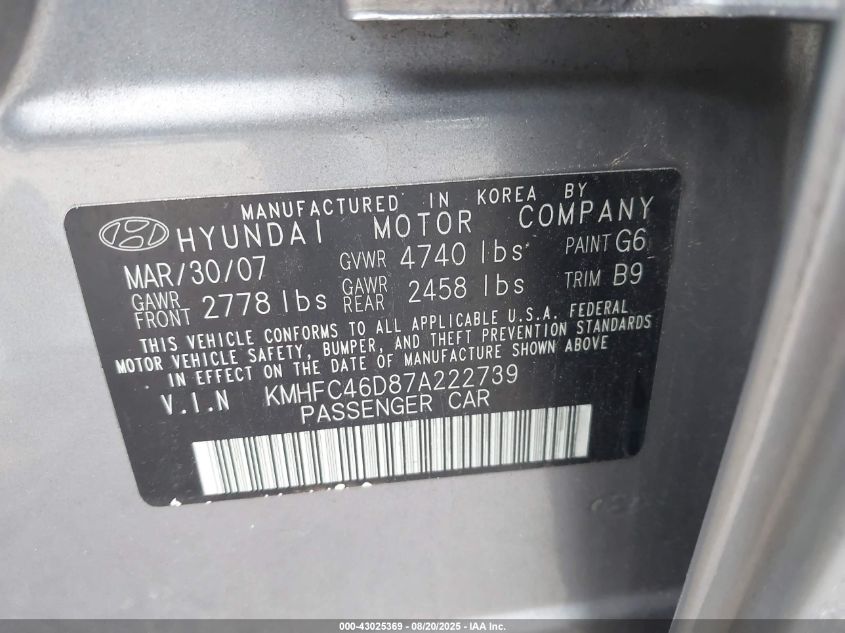 MANUFACTURED IN KOREA BY
HYUNDAI MOTOR COMPANY
MAR/30/07 GVWR 4740 lbs PAINT G6
GAWR FRONT 2778 lbs GAWR REAR 2458 lbs TRIM B9
THIS VEHICLE CONFORMS TO ALL APPLICABLE U.S.A. FEDERAL
MOTOR VEHICLE SAFETY, BUMPER, AND THEFT PREVENTION STANDARDS
IN EFFECT ON THE DATE OF MANUFACTURE SHOWN ABOVE
V.I.N KMHFC46D87A222739
PASSENGER CAR
000-43025369 - 08/20/2025 - IAA Inc.